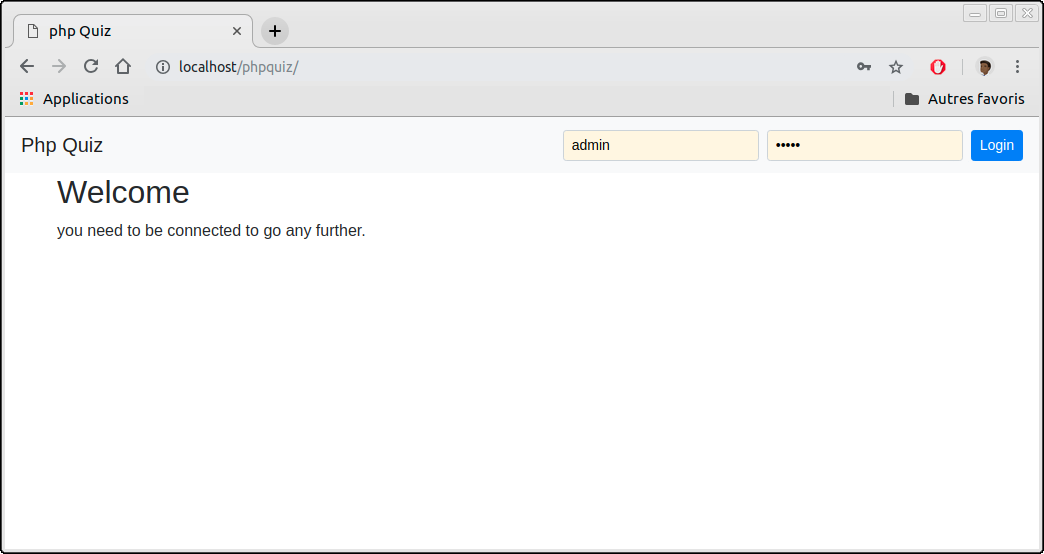 php Quiz
localhost/phpquiz/
Applications
Autres favoris
Php Quiz
admin
•••••
Login
Welcome
you need to be connected to go any further.